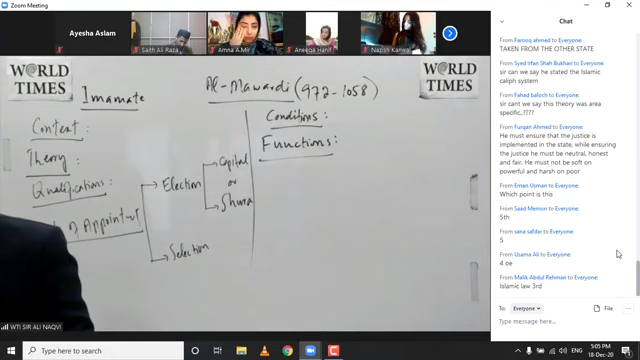 Zoom Meeting
Ayesha Aslam
Saith Ali Raza
Amna A.Mir
Aneeqa Hanif
Nazish Kanwal
W@RLD
TIMES
W@RLD
TIMES
Imamate
Al-Mawardi (972-1058)
Context :
Theory :
Qualifications :
of Appoint-nt
Election
Capital
or
Shura
Selection
Conditions :
Functions :
WTI SIR ALI NAQVI
Chat
From Farooq ahmed to Everyone:
TAKEN FROM THE OTHER STATE
From Syed Irfan Shah Bukhari to Everyone:
sir can we say he stated the Islamic
caliph system
From Fahad baloch to Everyone:
sir cant we say this theory was area
specific.????
From Furqan Ahmed to Everyone:
He must ensure that the justice is
implemented in the state, while ensuring
the justice he must be neutral, honest
and fair. He must not be soft on
powerful and harsh on poor
From Eman Usman to Everyone:
Which point is this
From Saad Memon to Everyone:
5th
From sana safdar to Everyone:
5
From Usama Ali to Everyone:
4 oe
From Malik Abdul Rehman to Everyone:
Islamic law 3rd
To: Everyone
File
Type message here...
Type here to search
5:05 PM
18-Dec-20